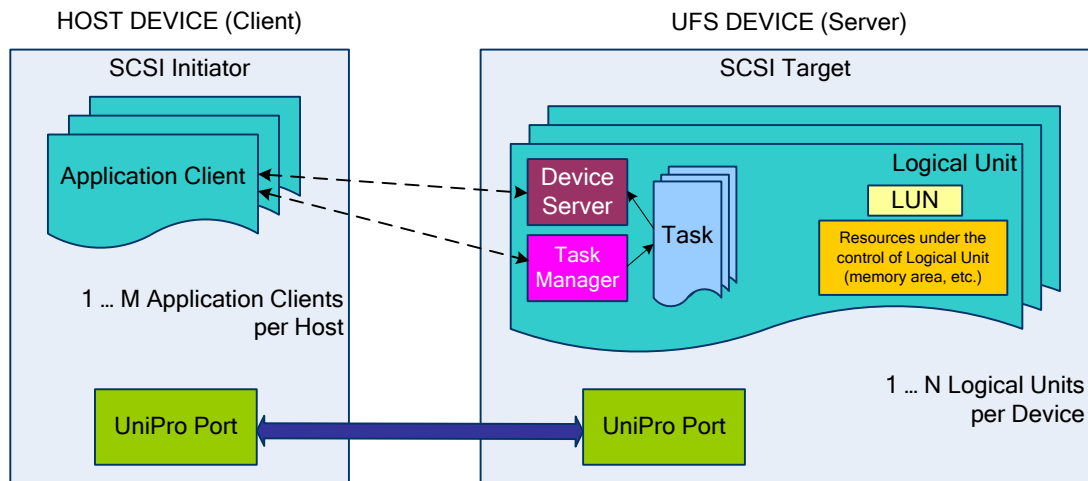 HOST DEVICE (Client)
UFS DEVICE (Server)
SCSI Initiator
SCSI Target
Application Client
Logical Unit
Device
Server
LUN
Task
Task
Manager
Resources under the
control of Logical Unit
(memory area, etc.)
1 ... M Application Clients
per Host
1 ... N Logical Units
per Device
UniPro Port
UniPro Port